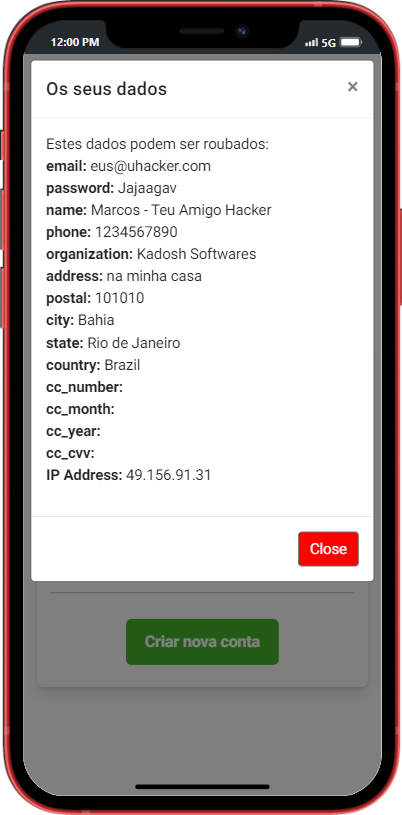 12:00 PM 5G
Os seus dados ×
Estes dados podem ser roubados:
email: eus@uhacker.com
password: Jajaagav
name: Marcos - Teu Amigo Hacker
phone: 1234567890
organization: Kadosh Softwares
address: na minha casa
postal: 101010
city: Bahia
state: Rio de Janeiro
country: Brazil
cc_number:
cc_month:
cc_year:
cc_cvv:
IP Address: 49.156.91.31
Close
Criar nova conta